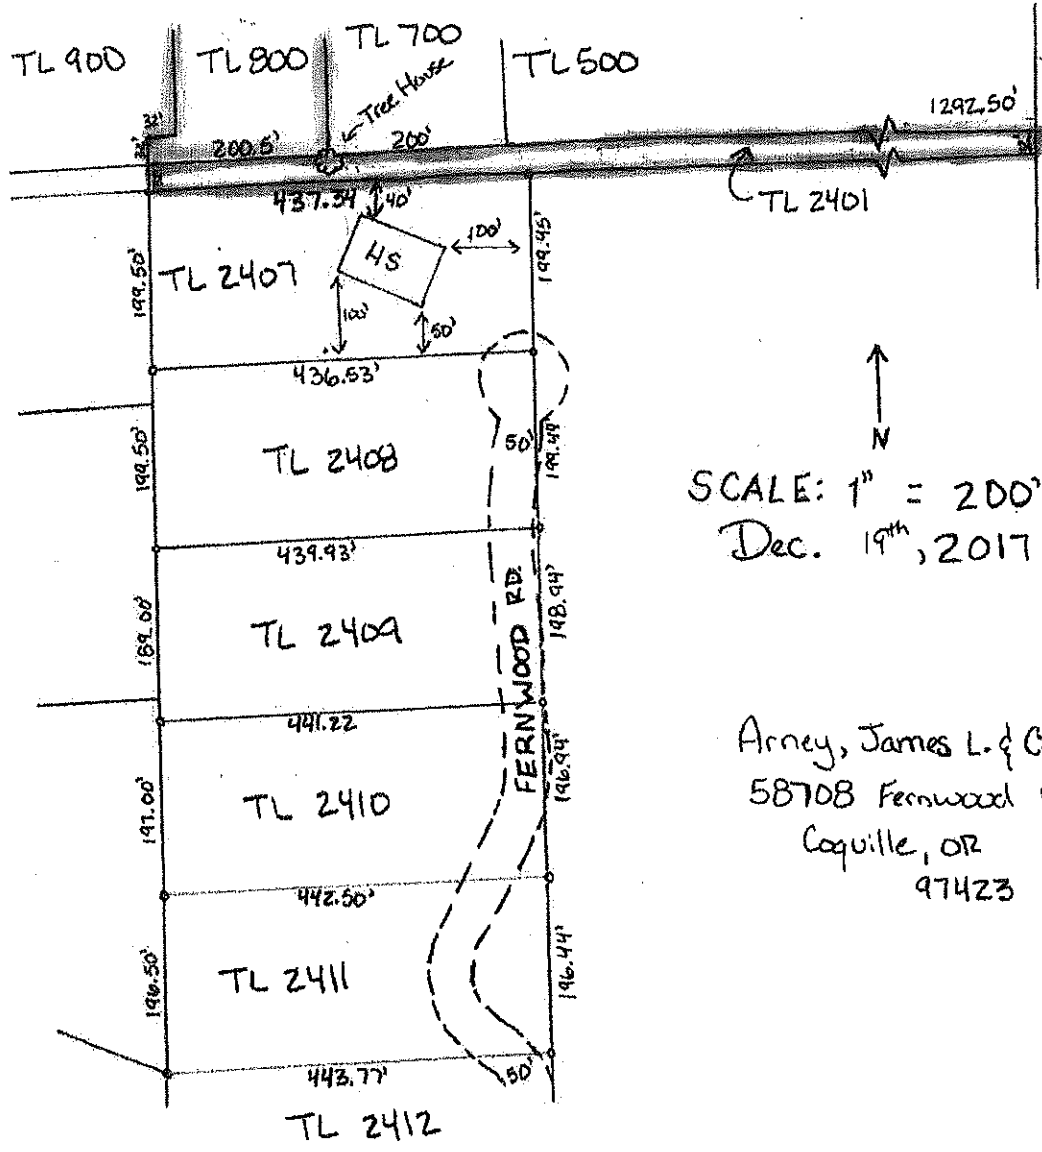 TL 900
TL 800
TL 700
TL 500
Tree House
22'
22'
200.5'
200'
1292.50'
437.34
40'
TL 2401
199.50'
TL 2407
HS
100'
199.95'
100'
50'
436.53'
199.50'
TL 2408
50'
199.49'
N
SCALE: 1" = 200'
Dec. 19th, 2017
439.93'
189.00'
TL 2409
FERNWOOD RD.
198.94'
441.22
197.00'
TL 2410
196.94'
Arney, James L. & C
58708 Fernwood
Coquille, OR
97423
442.50'
196.50'
TL 2411
196.44'
443.77'
50'
TL 2412